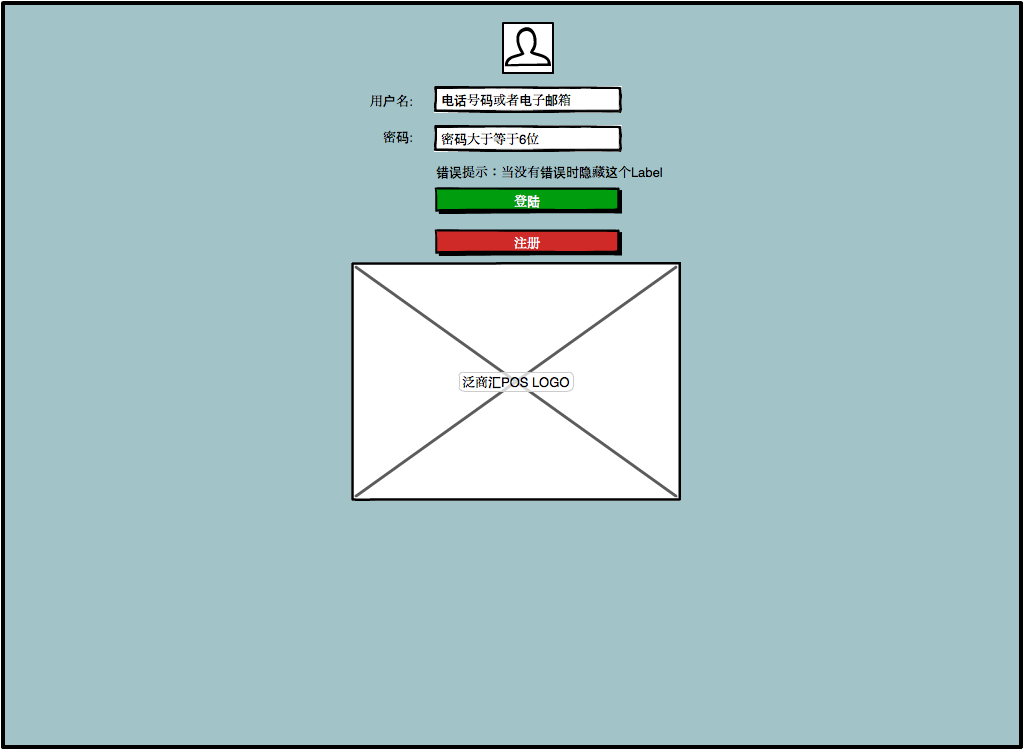 用户名:
电话号码或者电子邮箱
密码:
密码大于等于6位
错误提示：当没有错误时隐藏这个Label
登陆
注册
泛商汇POS LOGO